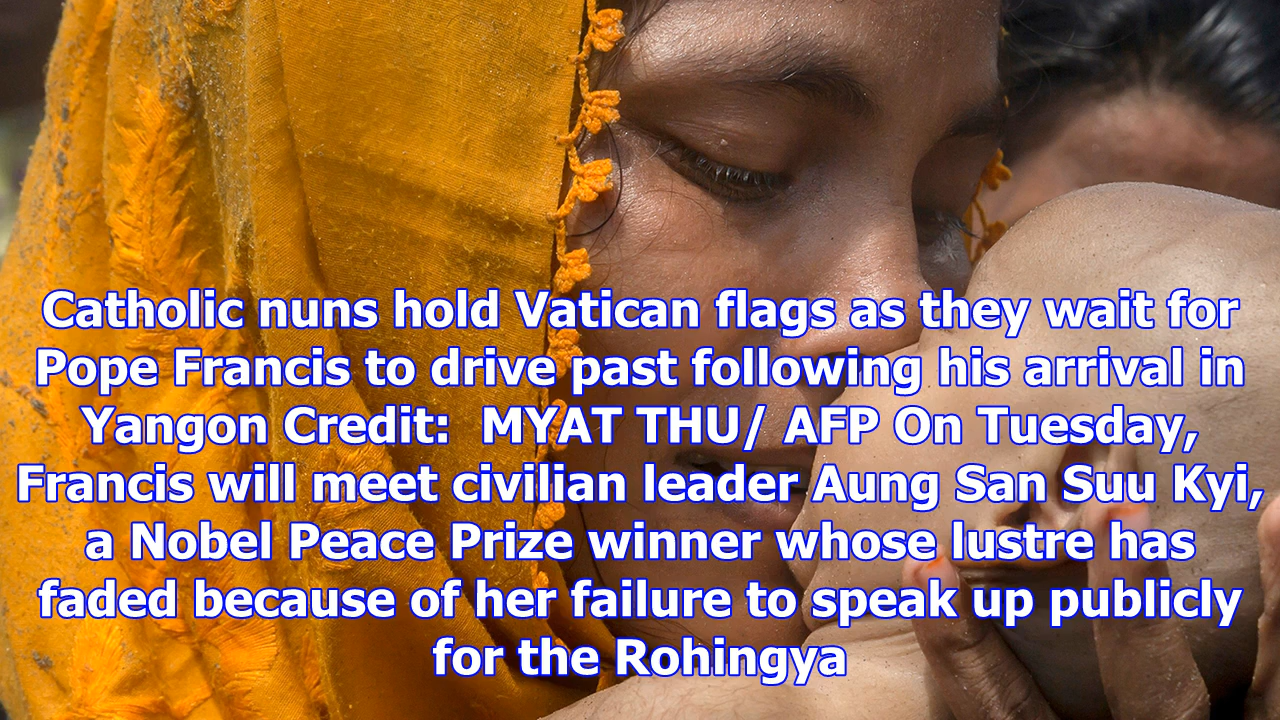 Catholic nuns hold Vatican flags as they wait for
Pope Francis to drive past following his arrival in
Yangon Credit:  MYAT THU/ AFP On Tuesday,
Francis will meet civilian leader Aung San Suu Kyi,
a Nobel Peace Prize winner whose lustre has
faded because of her failure to speak up publicly
for the Rohingya